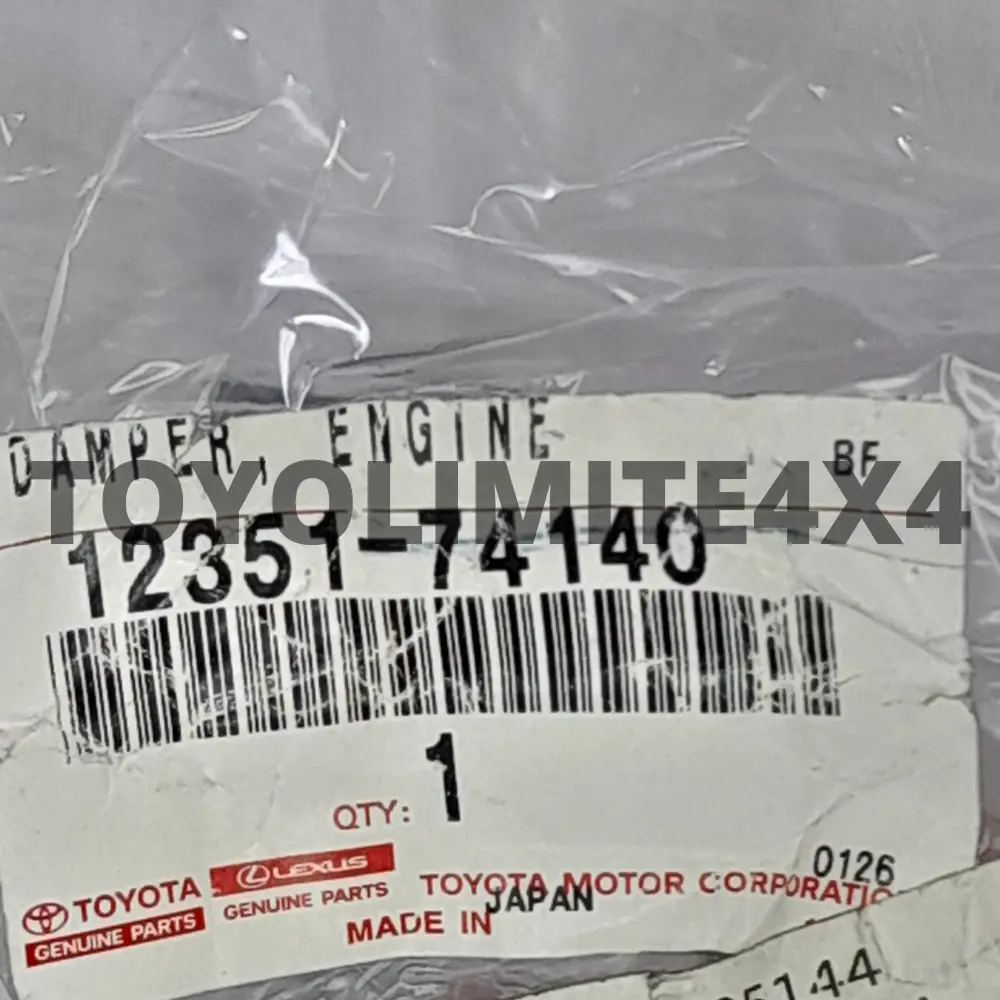 DAMPER, ENGINE
BF
TOYOLIMITE4X4
12351-74140
1
QTY:
0126
TOYOTA
GENUINE PARTS
LEXUS
GENUINE PARTS
TOYOTA MOTOR CORPORATIO
MADE IN JAPAN